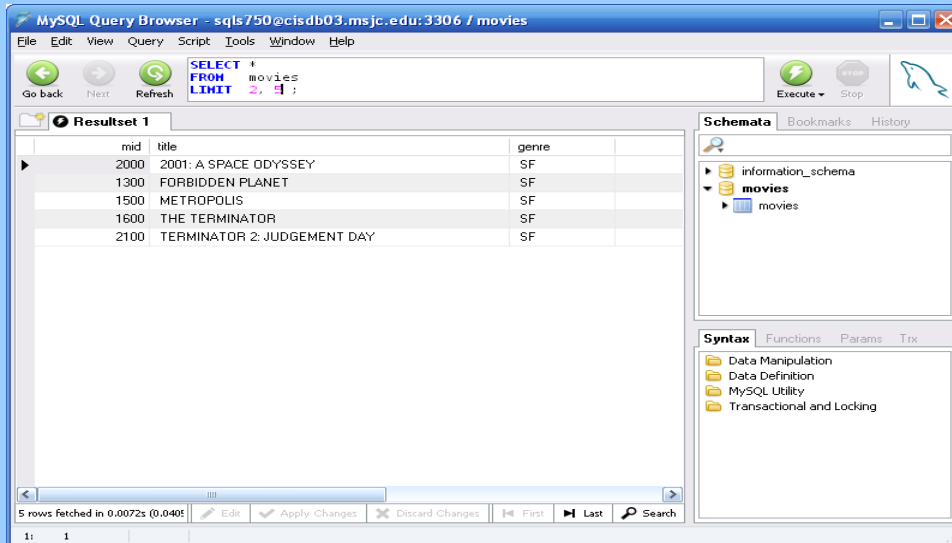 MySQL Query Browser - sqls750@cisdb03.msjc.edu:3306 / movies
File Edit View Query Script Tools Window Help
SELECT *
FROM movies
LIMIT 2, 5 ;
Go back Next Refresh Execute Stop
STOP
Resultset 1
mid title genre
2000 2001: A SPACE ODYSSEY SF
1300 FORBIDDEN PLANET SF
1500 METROPOLIS SF
1600 THE TERMINATOR SF
2100 TERMINATOR 2: JUDGEMENT DAY SF
Schemata Bookmarks History
information_schema
movies
movies
Syntax Functions Params Trx
Data Manipulation
Data Definition
MySQL Utility
Transactional and Locking
5 rows fetched in 0.0072s (0.0405 Edit Apply Changes Discard Changes First Last Search
1: 1